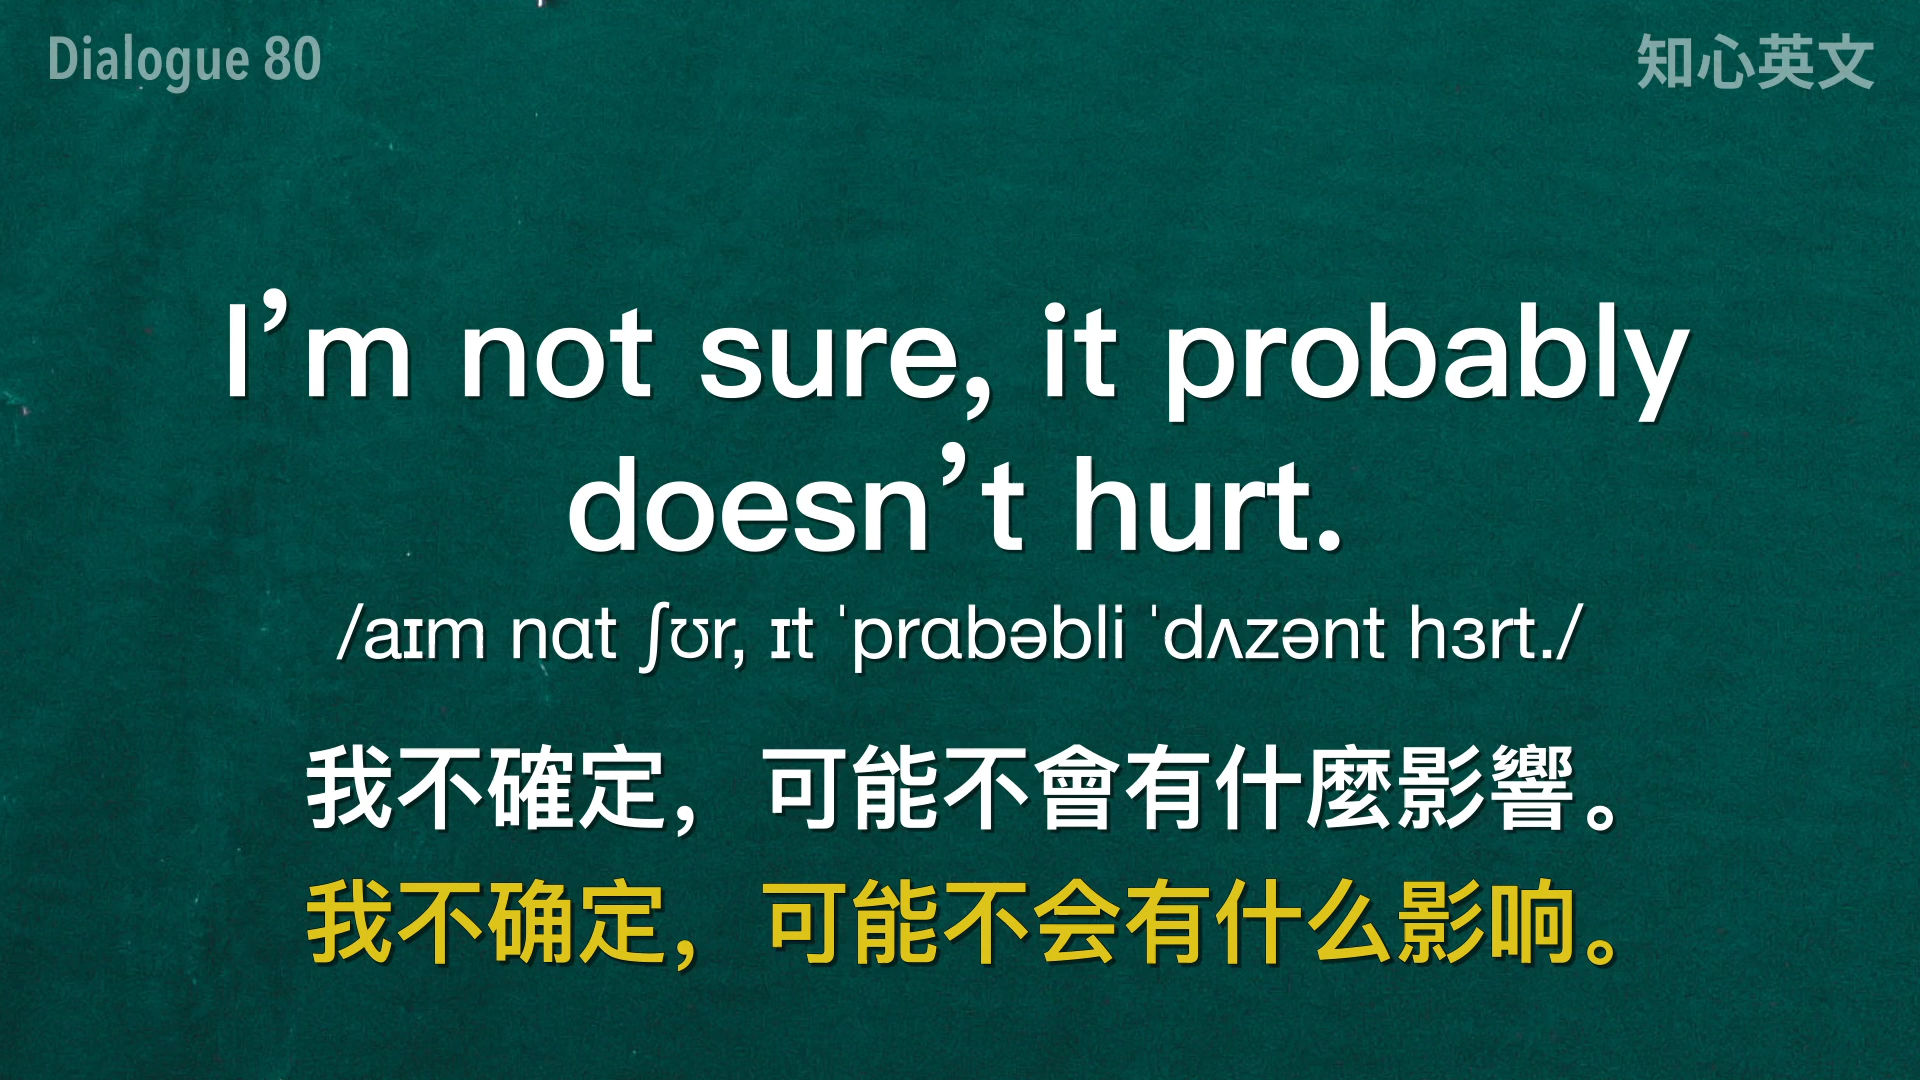 Dialogue 80
知心英文
I’m not sure, it probably
doesn’t hurt.
/aɪm nɑt ʃʊr, ɪt ˈprɑbəbli ˈdʌzənt hɜrt./
我不確定，可能不會有什麼影響。
我不确定，可能不会有什么影响。